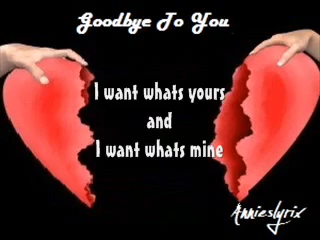 Goodbye To You
I want whats yours
and
I want whats mine
Annieslyrix